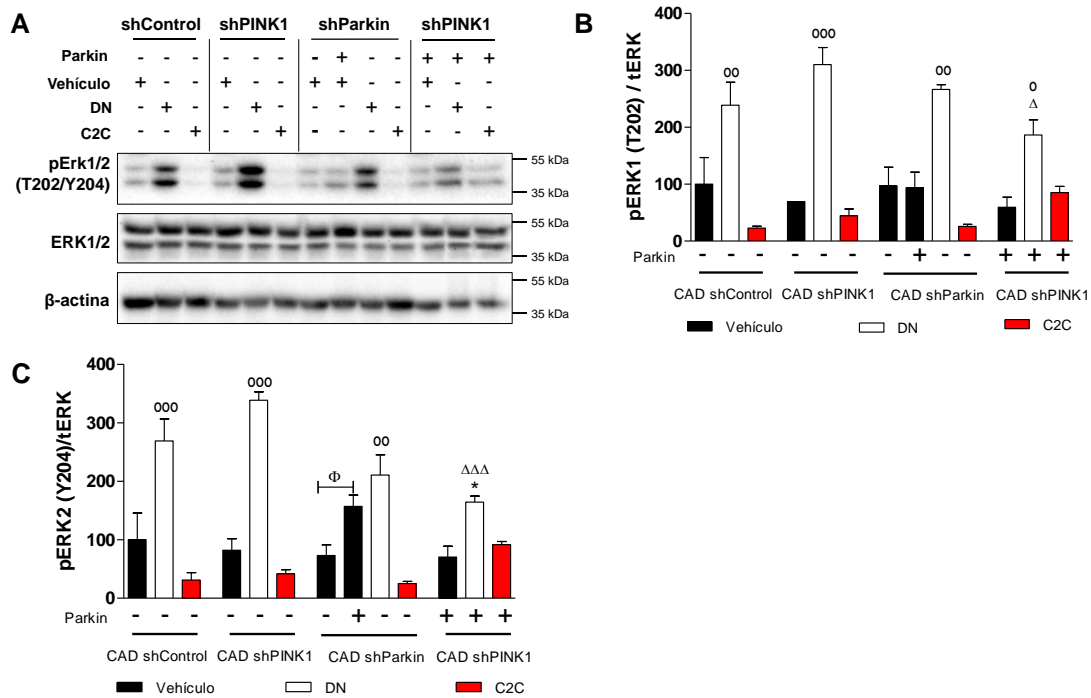 A
shControl shPINK1 shParkin shPINK1
Parkin - + + + +
Vehículo + - - + - - + + - - + - -
DN - + - - + - - - + - - + -
C2C - - + - - + - - - + - - +
pErk1/2
(T202/Y204)
55 kDa
35 kDa
ERK1/2
55 kDa
35 kDa
β-actina
55 kDa
35 kDa
B
pERK1 (T202) / tERK
400
300
200
100
0
oo
ooo
oo
o
Δ
Parkin - - - - - - - + - - + + +
CAD shControl CAD shPINK1 CAD shParkin CAD shPINK1
Vehículo DN C2C
C
pERK2 (Y204)/tERK
400
300
200
100
0
ooo
ooo
Φ
oo
ΔΔΔ
*
Parkin - - - - - - - + - - + + +
CAD shControl CAD shPINK1 CAD shParkin CAD shPINK1
Vehículo DN C2C